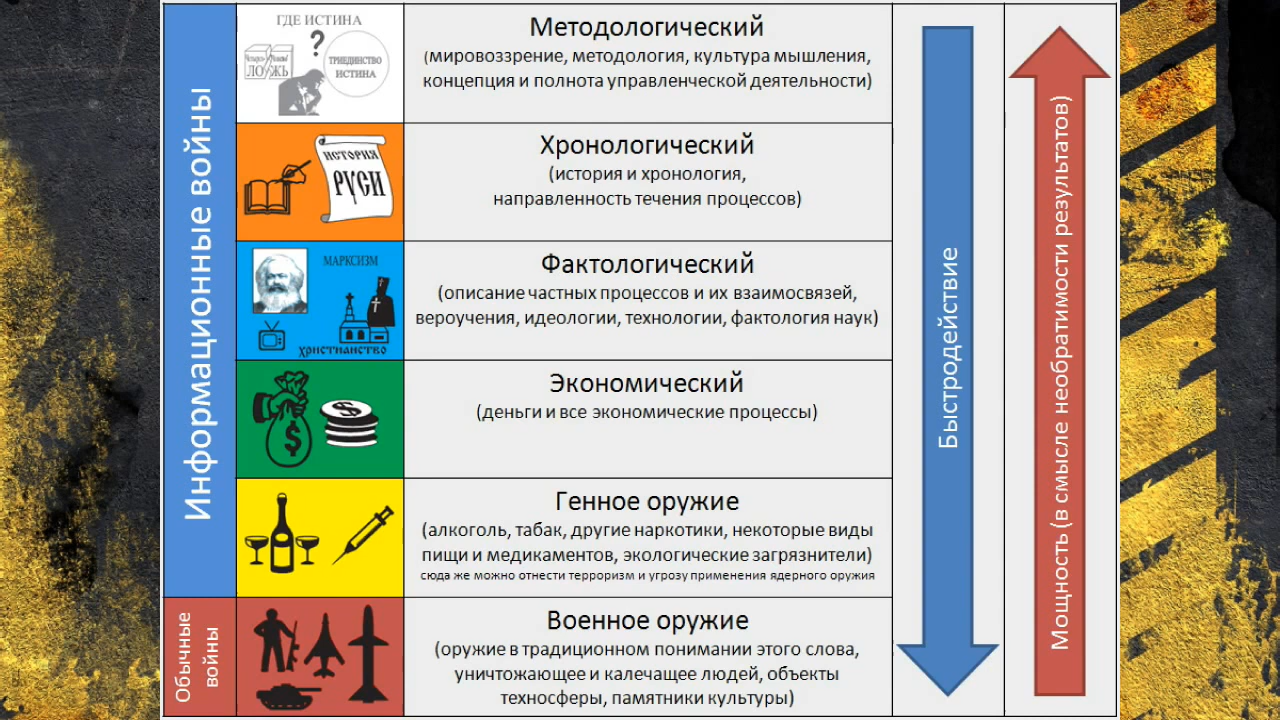 Информационные войны
ГДЕ ИСТИНА
?
ЛО ЖЬ
ТРИЕДИНСТВО
ИСТИНА
Методологический
(мировоззрение, методология, культура мышления,
концепция и полнота управленческой деятельности)
ИСТОРИЯ
РУСИ
Хронологический
(история и хронология,
направленность течения процессов)
МАРКСИЗМ
христианство
Фактологический
(описание частных процессов и их взаимосвязей,
вероучения, идеологии, технологии, фактология наук)
$
$
Экономический
(деньги и все экономические процессы)
Генное оружие
(алкоголь, табак, другие наркотики, некоторые виды
пищи и медикаментов, экологические загрязнители)
сюда же можно отнести терроризм и угрозу применения ядерного оружия
Обычные
войны
Военное оружие
(оружие в традиционном понимании этого слова,
уничтожающее и калечащее людей, объекты
техносферы, памятники культуры)
Быстродействие
Мощность (в смысле необратимости результатов)